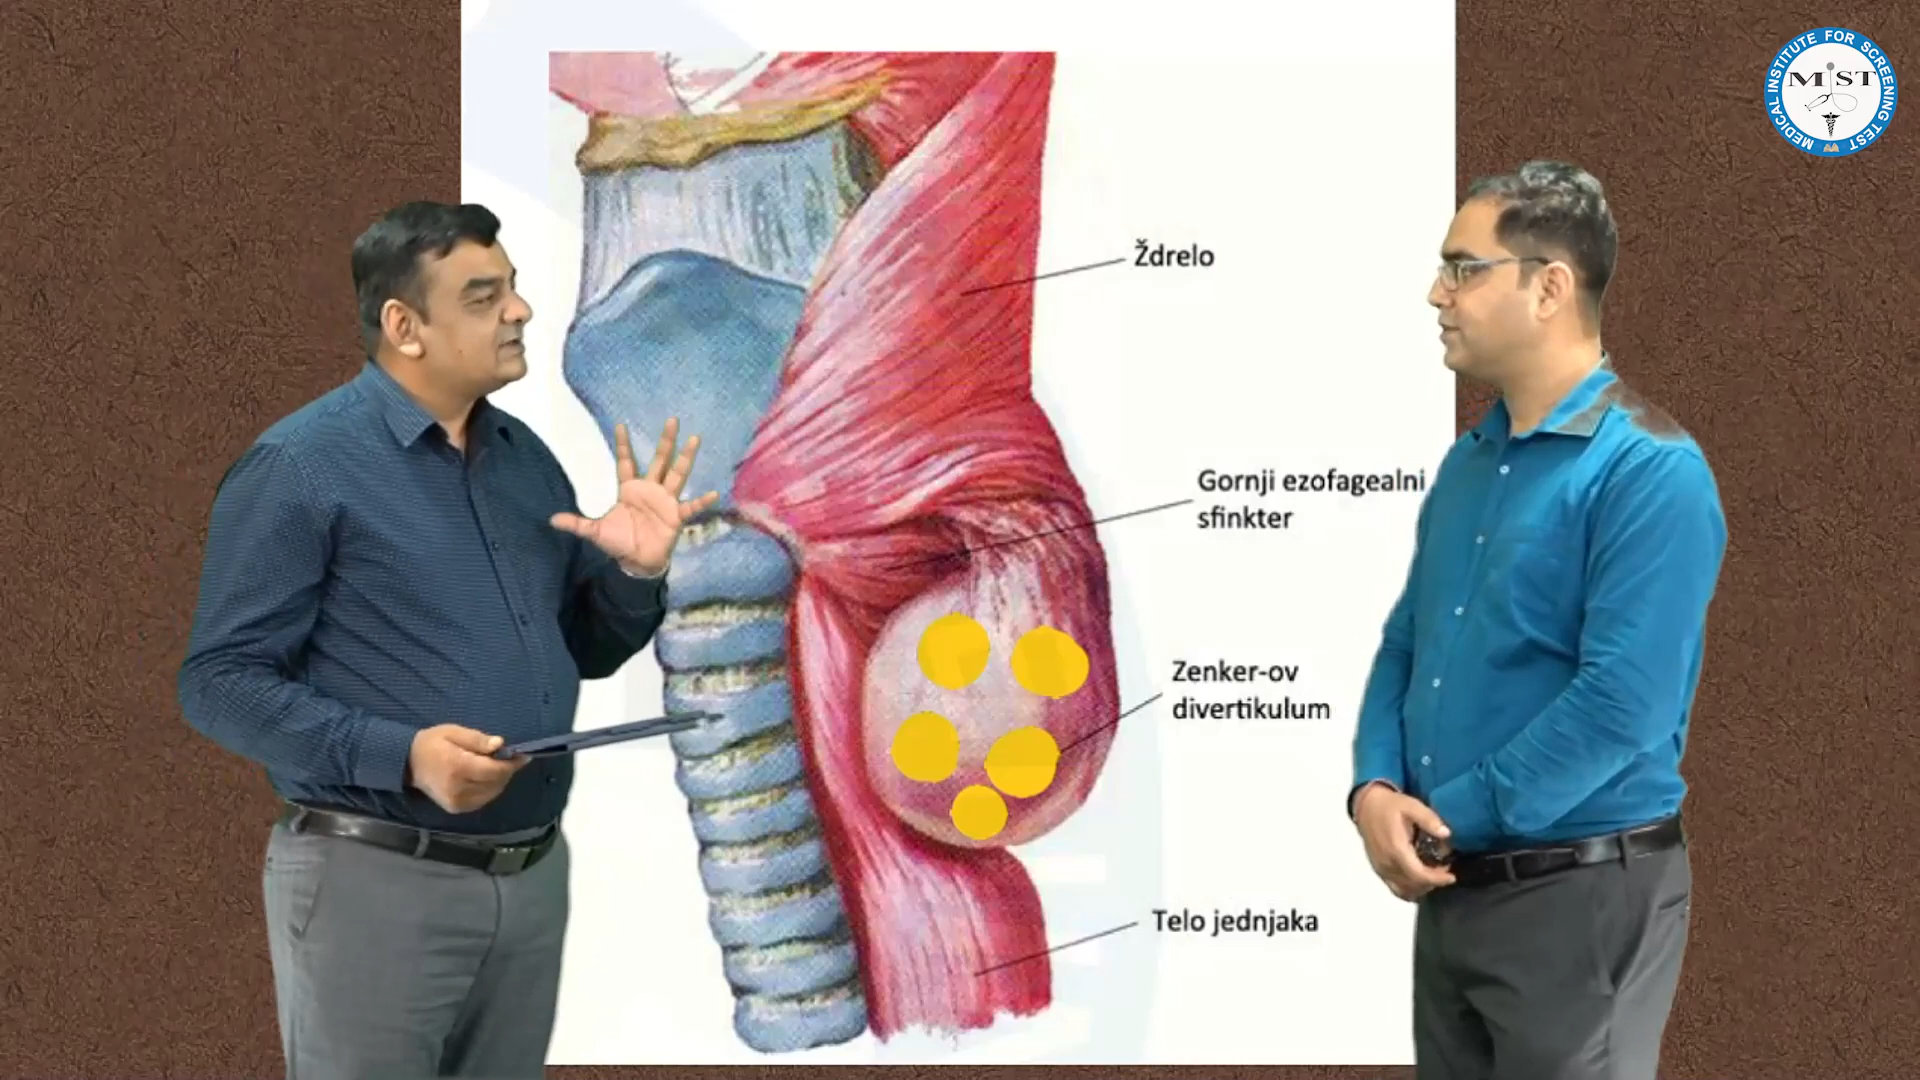 MEDICAL INSTITUTE FOR SCREENING TEST
MIST
Ždrelo
Gornji ezofagealni
sfinkter
Zenker-ov
divertikulum
Telo jednjaka